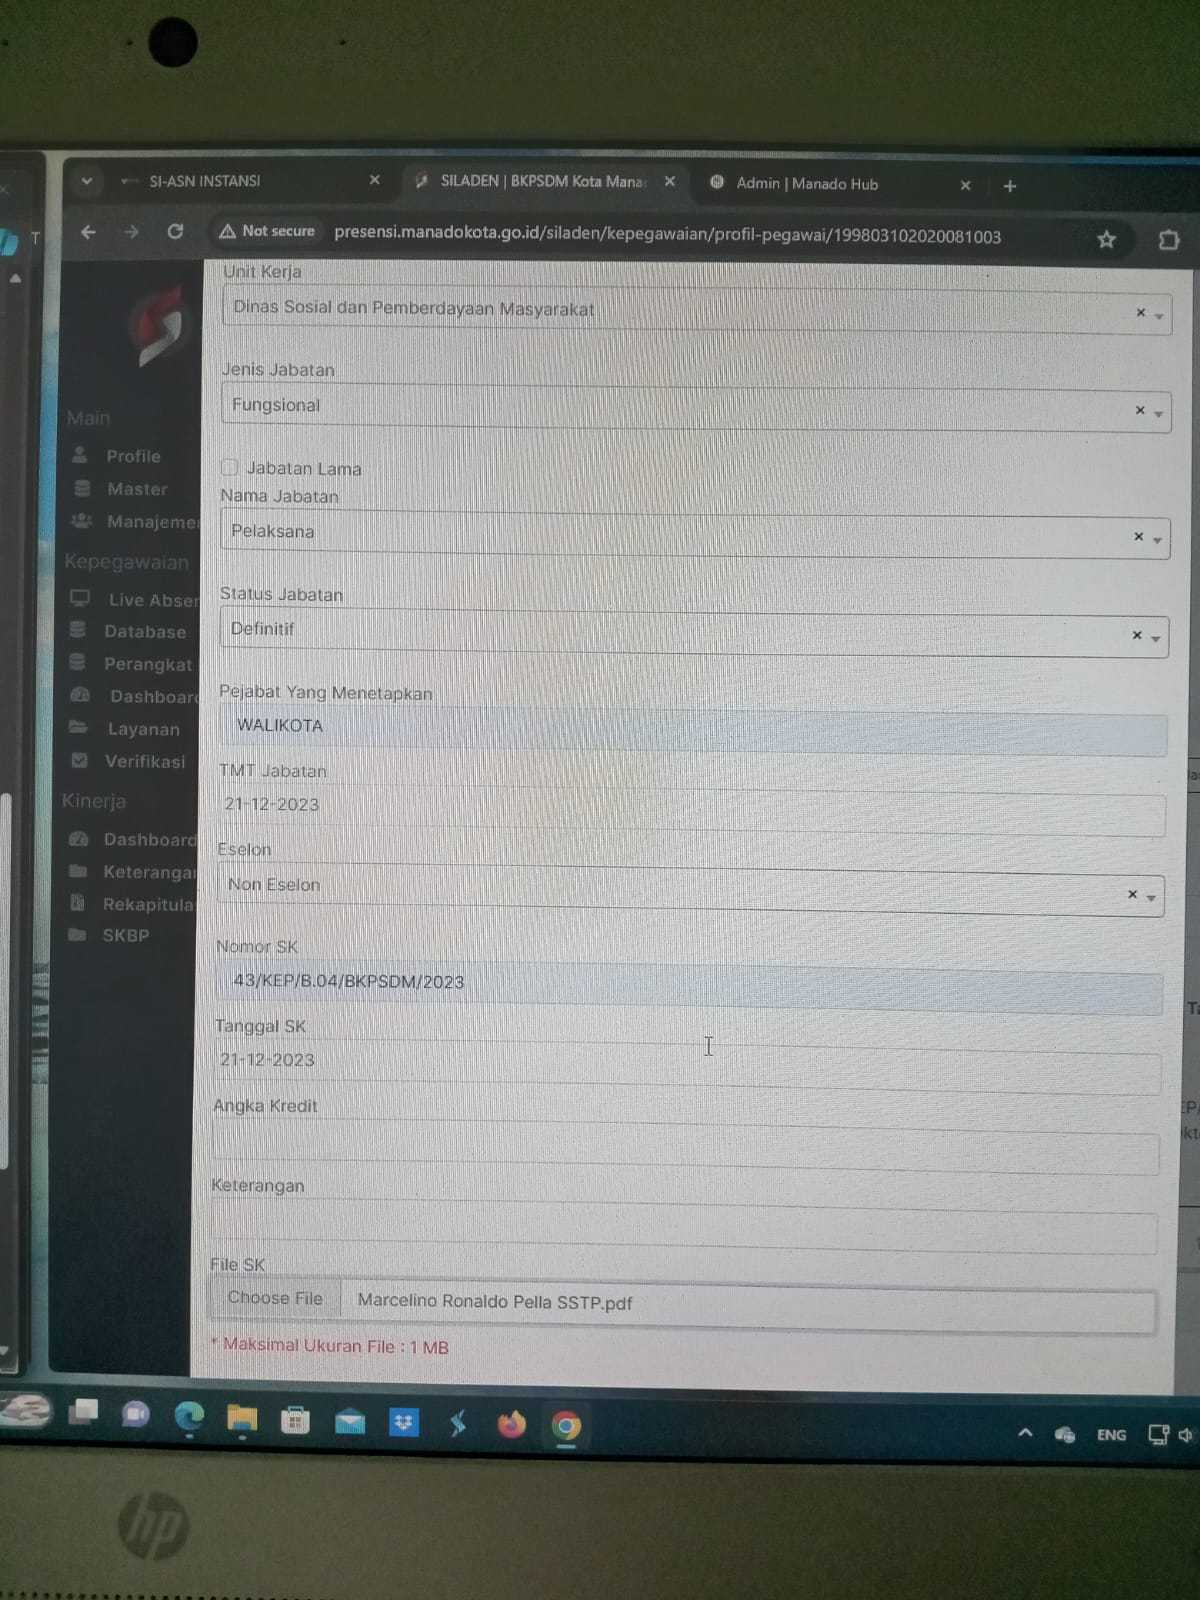 SI-ASN INSTANSI
SILADEN | BKPSDM Kota Mana
Admin | Manado Hub
T
Not secure
presensi.manadokota.go.id/siladen/kepegawaian/profil-pegawai/199803102020081003
Main
Profile
Master
Manajemen
Kepegawaian
Live Abser
Database
Perangkat
Dashboard
Layanan
Verifikasi
Kinerja
Dashboard
Keterangan
Rekapitula
SKBP
Unit Kerja
Dinas Sosial dan Pemberdayaan Masyarakat
Jenis Jabatan
Fungsional
Jabatan Lama
Nama Jabatan
Pelaksana
Status Jabatan
Definitif
Pejabat Yang Menetapkan
WALIKOTA
TMT Jabatan
21-12-2023
Eselon
Non Eselon
Nomor SK
43/KEP/B.04/BKPSDM/2023
Tanggal SK
21-12-2023
Angka Kredit
Keterangan
File SK
Choose File
Marcelino Ronaldo Pella SSTP.pdf
* Maksimal Ukuran File : 1 MB
ENG
hp